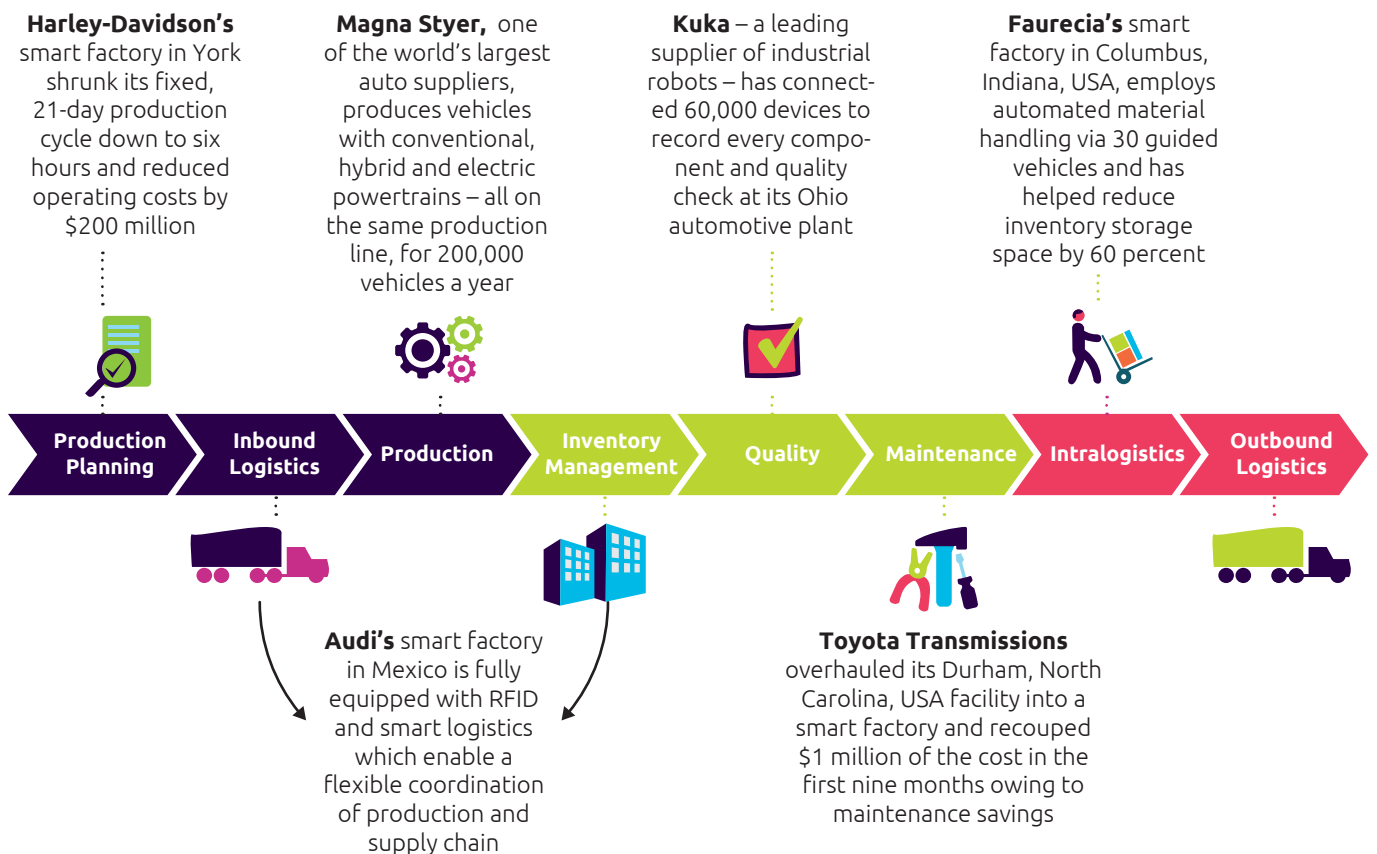 Harley-Davidson’s
smart factory in York
shrunk its fixed,
21-day production
cycle down to six
hours and reduced
operating costs by
$200 million
Magna Styer, one
of the world’s largest
auto suppliers,
produces vehicles
with conventional,
hybrid and electric
powertrains – all on
the same production
line, for 200,000
vehicles a year
Kuka – a leading
supplier of industrial
robots – has connect-
ed 60,000 devices to
record every compo-
nent and quality
check at its Ohio
automotive plant
Faurecia’s smart
factory in Columbus,
Indiana, USA, employs
automated material
handling via 30 guided
vehicles and has
helped reduce
inventory storage
space by 60 percent
Production
Planning
Inbound
Logistics
Production
Inventory
Management
Quality
Maintenance
Intralogistics
Outbound
Logistics
Audi’s smart factory
in Mexico is fully
equipped with RFID
and smart logistics
which enable a
flexible coordination
of production and
supply chain
Toyota Transmissions
overhauled its Durham, North
Carolina, USA facility into a
smart factory and recouped
$1 million of the cost in the
first nine months owing to
maintenance savings